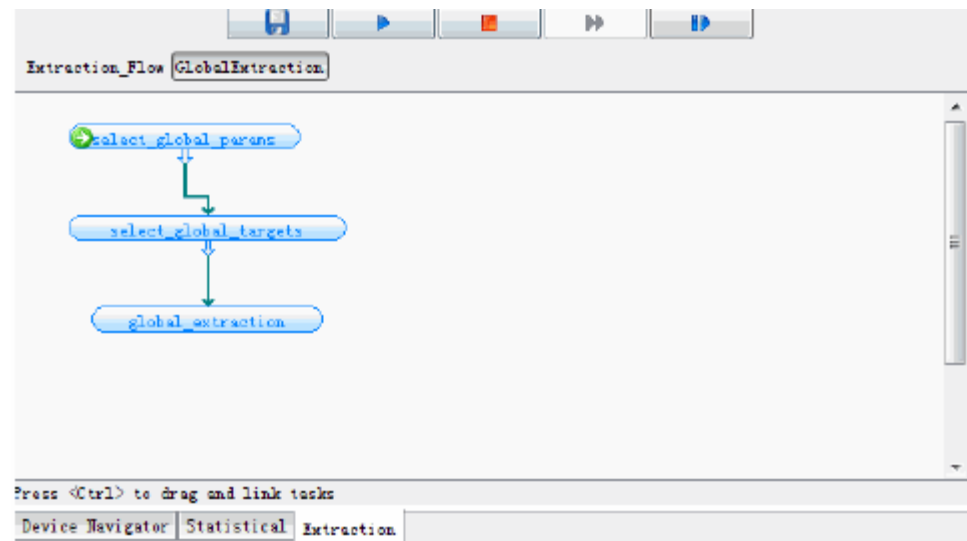 Extraction_Flow GlobalExtraction
select_global_params
select_global_targets
global_extraction
Press <Ctrl> to drag and link tasks
Device Navigator Statistical Extraction